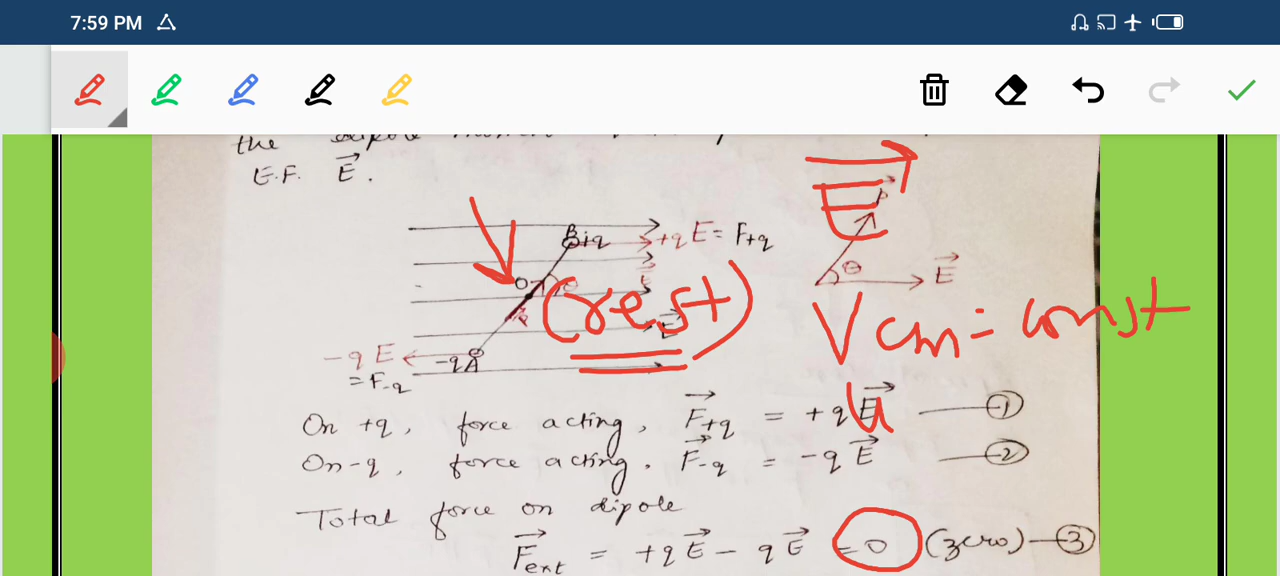 7:59 PM
the
E.F. E⃗.
E
P
B +q +qE = F+q
O θ
E⃗
θ E⃗
(rest)
Vcm = const
-qE -q A
= F-q
u
On +q, force acting, F⃗+q = +qE⃗ — ①
On -q, force acting, F⃗-q = -qE⃗ — ②
Total force on dipole
F⃗ext = +qE⃗ - qE⃗ = 0 (zero) — ③